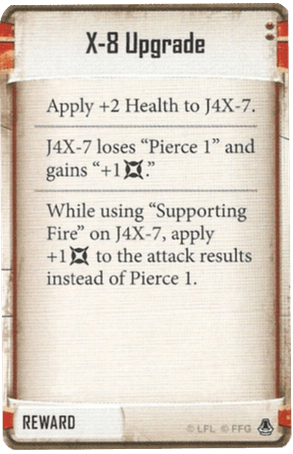 X-8 Upgrade
Apply +2 Health to J4X-7.
J4X-7 loses “Pierce 1” and
gains “+1 .”
While using “Supporting
Fire” on J4X-7, apply
+1 to the attack results
instead of Pierce 1.
REWARD
© LFL © FFG